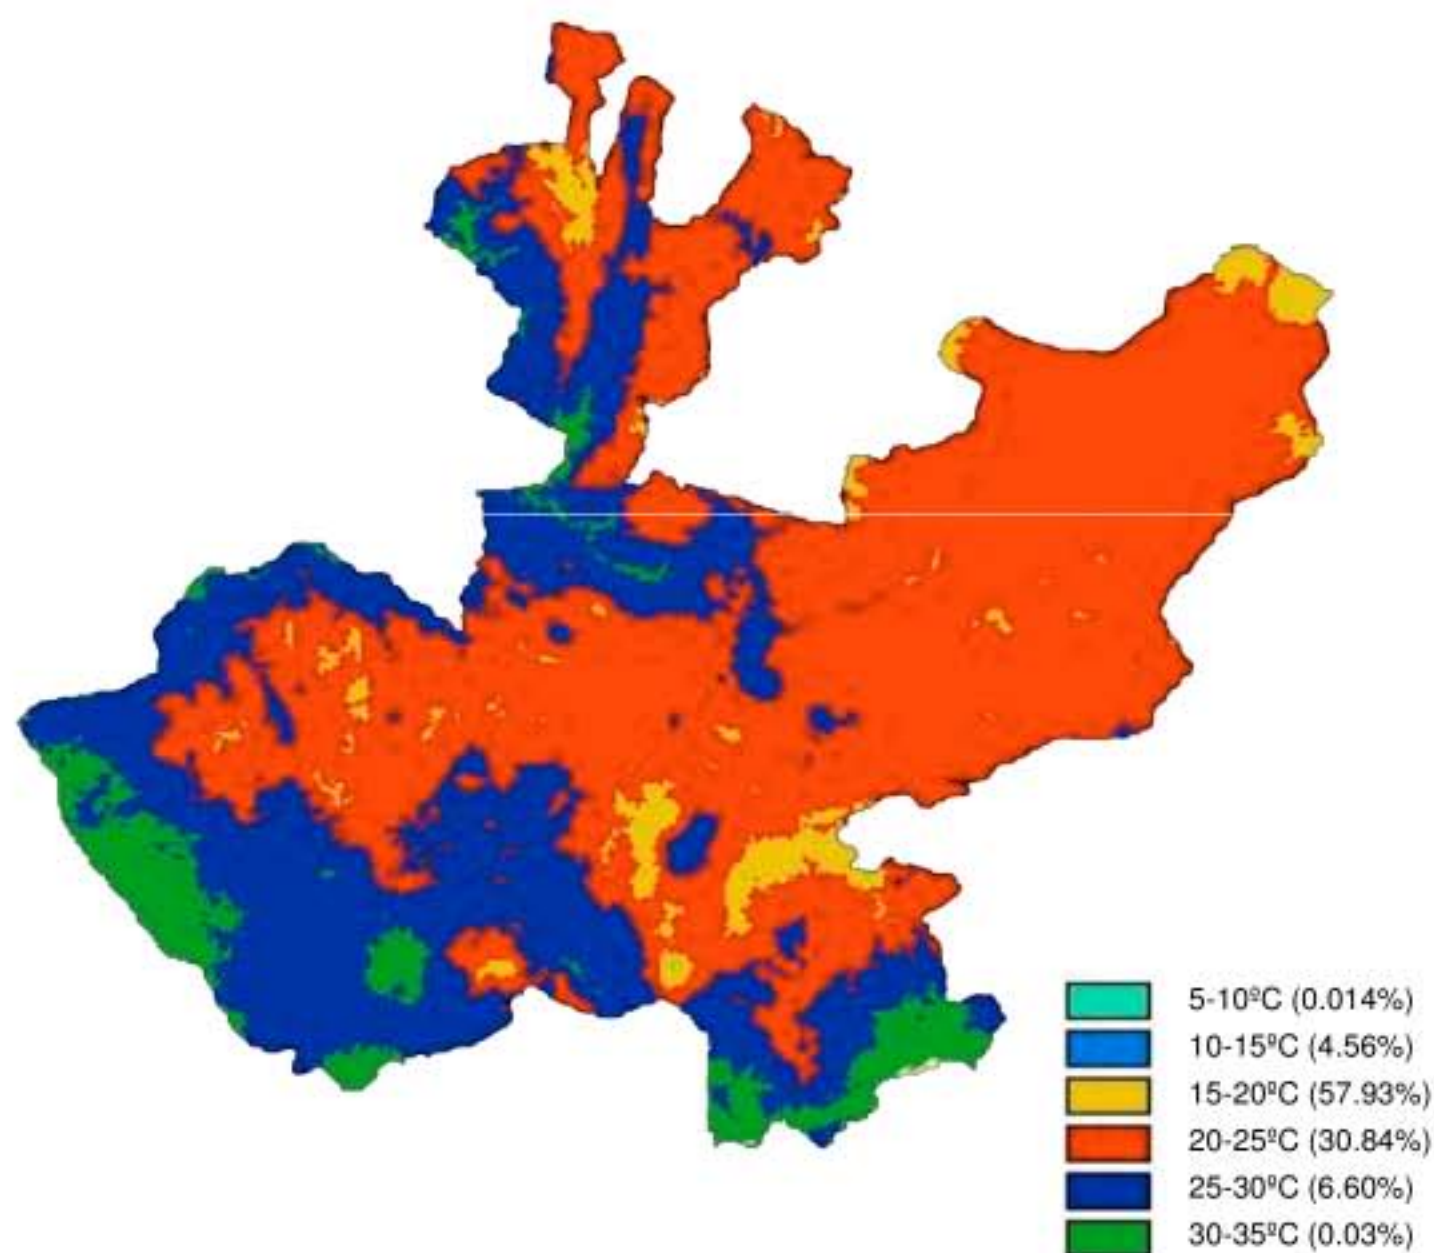 5-10ºC (0.014%)
10-15ºC (4.56%)
15-20ºC (57.93%)
20-25ºC (30.84%)
25-30ºC (6.60%)
30-35ºC (0.03%)